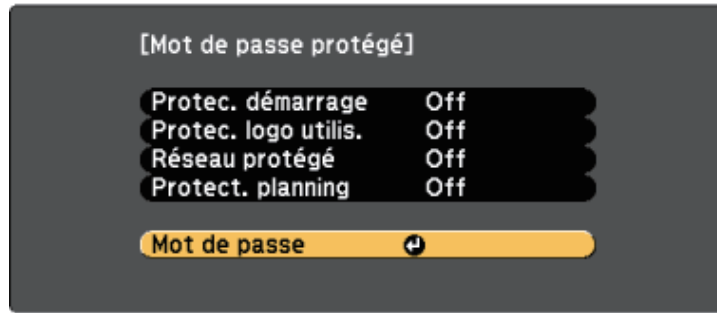 [Mot de passe protégé]
Protec. démarrage Off
Protec. logo utilis. Off
Réseau protégé Off
Protect. planning Off
Mot de passe